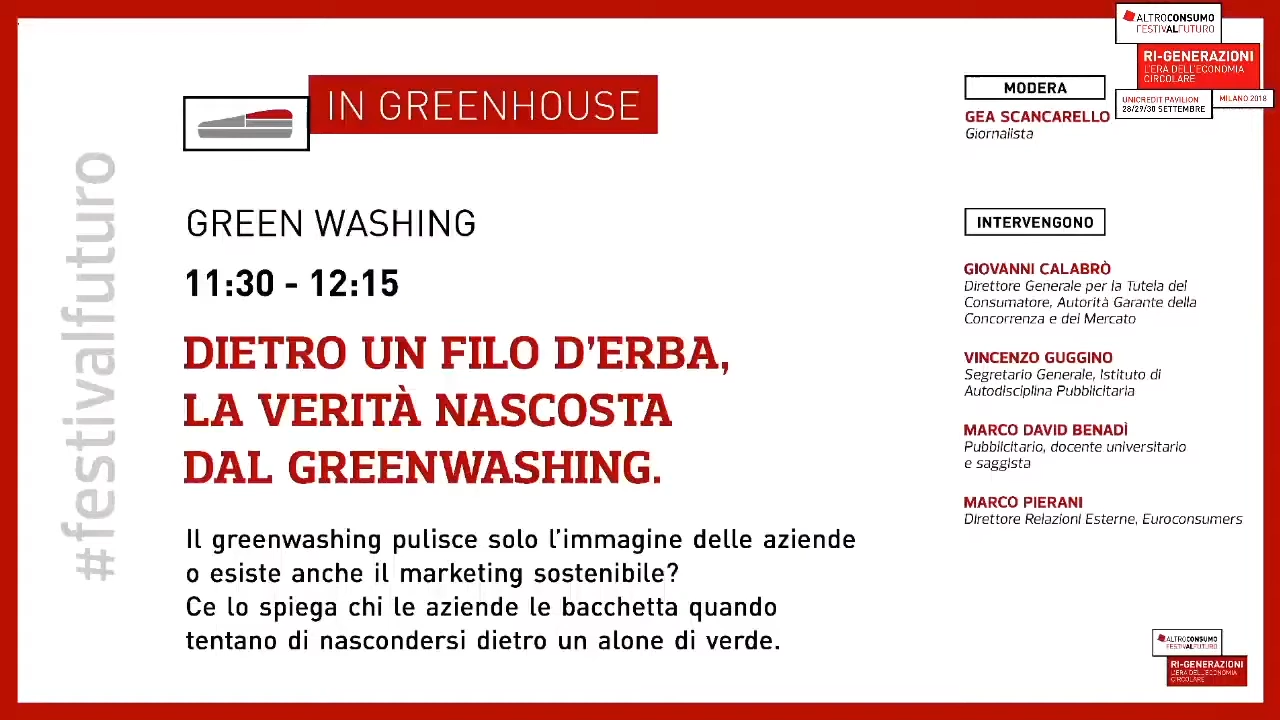 #festivalfuturo
IN GREENHOUSE
GREEN WASHING
11:30 - 12:15
DIETRO UN FILO D'ERBA,
LA VERITÀ NASCOSTA
DAL GREENWASHING.
Il greenwashing pulisce solo l'immagine delle aziende
o esiste anche il marketing sostenibile?
Ce lo spiega chi le aziende le bacchetta quando
tentano di nascondersi dietro un alone di verde.
MODERA
GEA SCANCARELLO
Giornalista
INTERVENGONO
GIOVANNI CALABRÒ
Direttore Generale per la Tutela del
Consumatore, Autorità Garante della
Concorrenza e del Mercato
VINCENZO GUGGINO
Segretario Generale, Istituto di
Autodisciplina Pubblicitaria
MARCO DAVID BENADÌ
Pubblicitario, docente universitario
e saggista
MARCO PIERANI
Direttore Relazioni Esterne, Euroconsumers
ALTROCONSUMO
FESTIVALFUTURO
RI-GENERAZIONI
L'ERA DELL'ECONOMIA
CIRCOLARE
UNICREDIT PAVILION
28/29/30 SETTEMBRE
MILANO 2018
ALTROCONSUMO
FESTIVALFUTURO
RI-GENERAZIONI
L'ERA DELL'ECONOMIA
CIRCOLARE